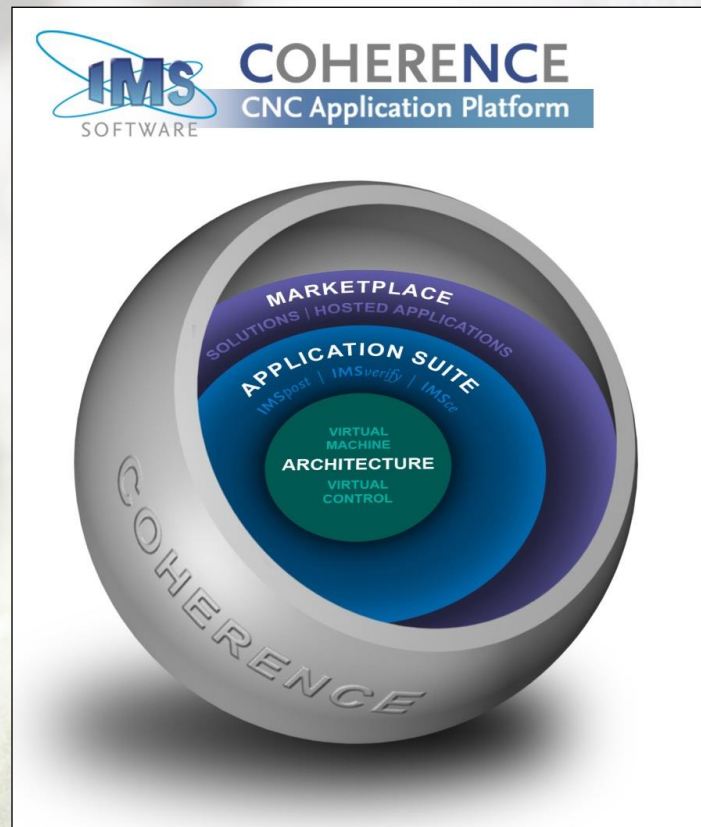 IMS
SOFTWARE
COHERENCE
CNC Application Platform
MARKETPLACE
SOLUTIONS | HOSTED APPLICATIONS
APPLICATION SUITE
IMSpost | IMSverify | IMSce
VIRTUAL
MACHINE
ARCHITECTURE
VIRTUAL
CONTROL
COHERENCE